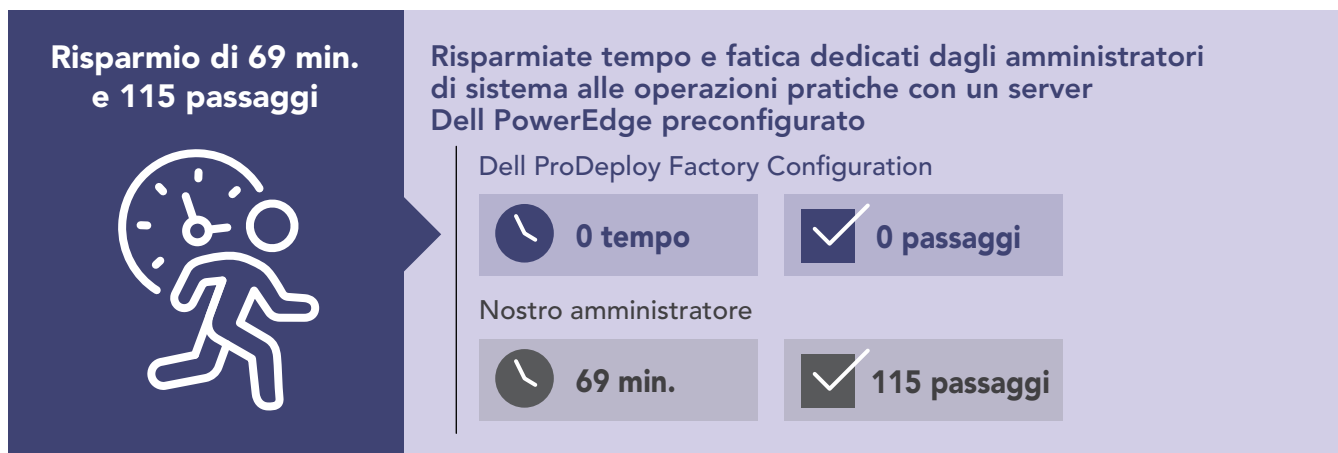 Risparmio di 69 min.
e 115 passaggi
Risparmiate tempo e fatica dedicati dagli amministratori
di sistema alle operazioni pratiche con un server
Dell PowerEdge preconfigurato
Dell ProDeploy Factory Configuration
0 tempo
0 passaggi
Nostro amministratore
69 min.
115 passaggi